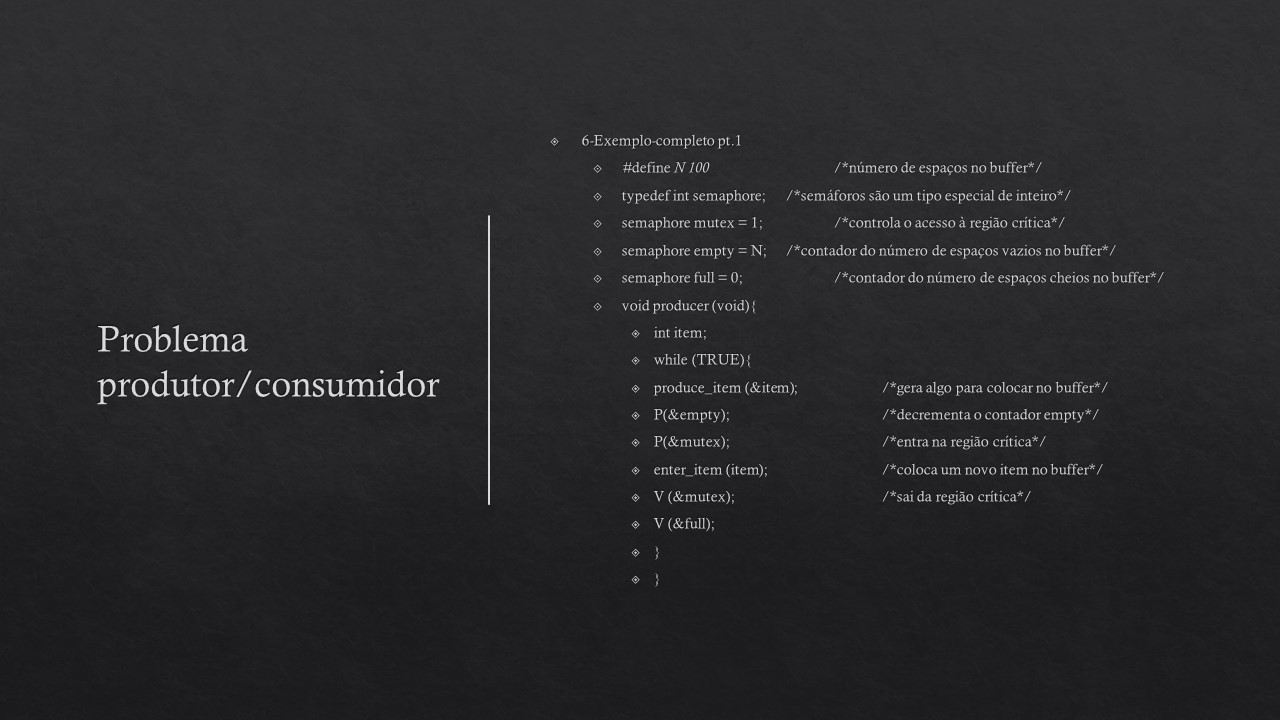 Problema
produtor/consumidor
6-Exemplo-completo pt.1
#define N 100 /*número de espaços no buffer*/
typedef int semaphore; /*semáforos são um tipo especial de inteiro*/
semaphore mutex = 1; /*controla o acesso à região crítica*/
semaphore empty = N; /*contador do número de espaços vazios no buffer*/
semaphore full = 0; /*contador do número de espaços cheios no buffer*/
void producer (void){
int item;
while (TRUE){
produce_item (&item); /*gera algo para colocar no buffer*/
P(&empty); /*decrementa o contador empty*/
P(&mutex); /*entra na região crítica*/
enter_item (item); /*coloca um novo item no buffer*/
V (&mutex); /*sai da região crítica*/
V (&full);
}
}